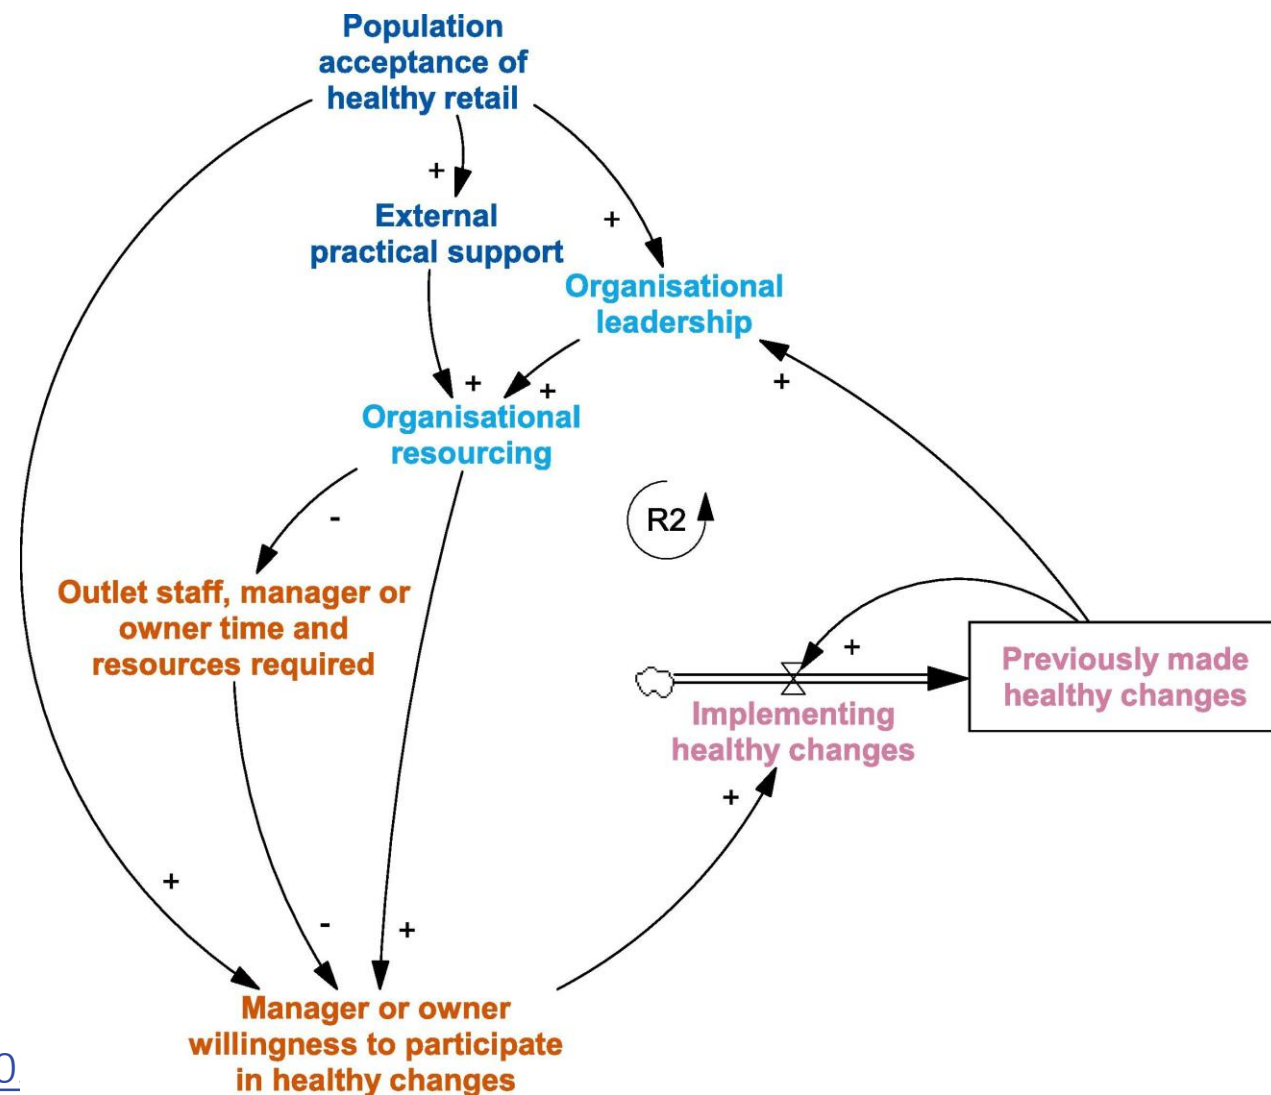 Population
acceptance of
healthy retail
+
External
practical support
+
Organisational
leadership
+
+
+
Organisational
resourcing
-
R2
Outlet staff, manager or
owner time and
resources required
+
Previously made
healthy changes
Implementing
healthy changes
+
+
-
+
Manager or owner
willingness to participate
in healthy changes
0.